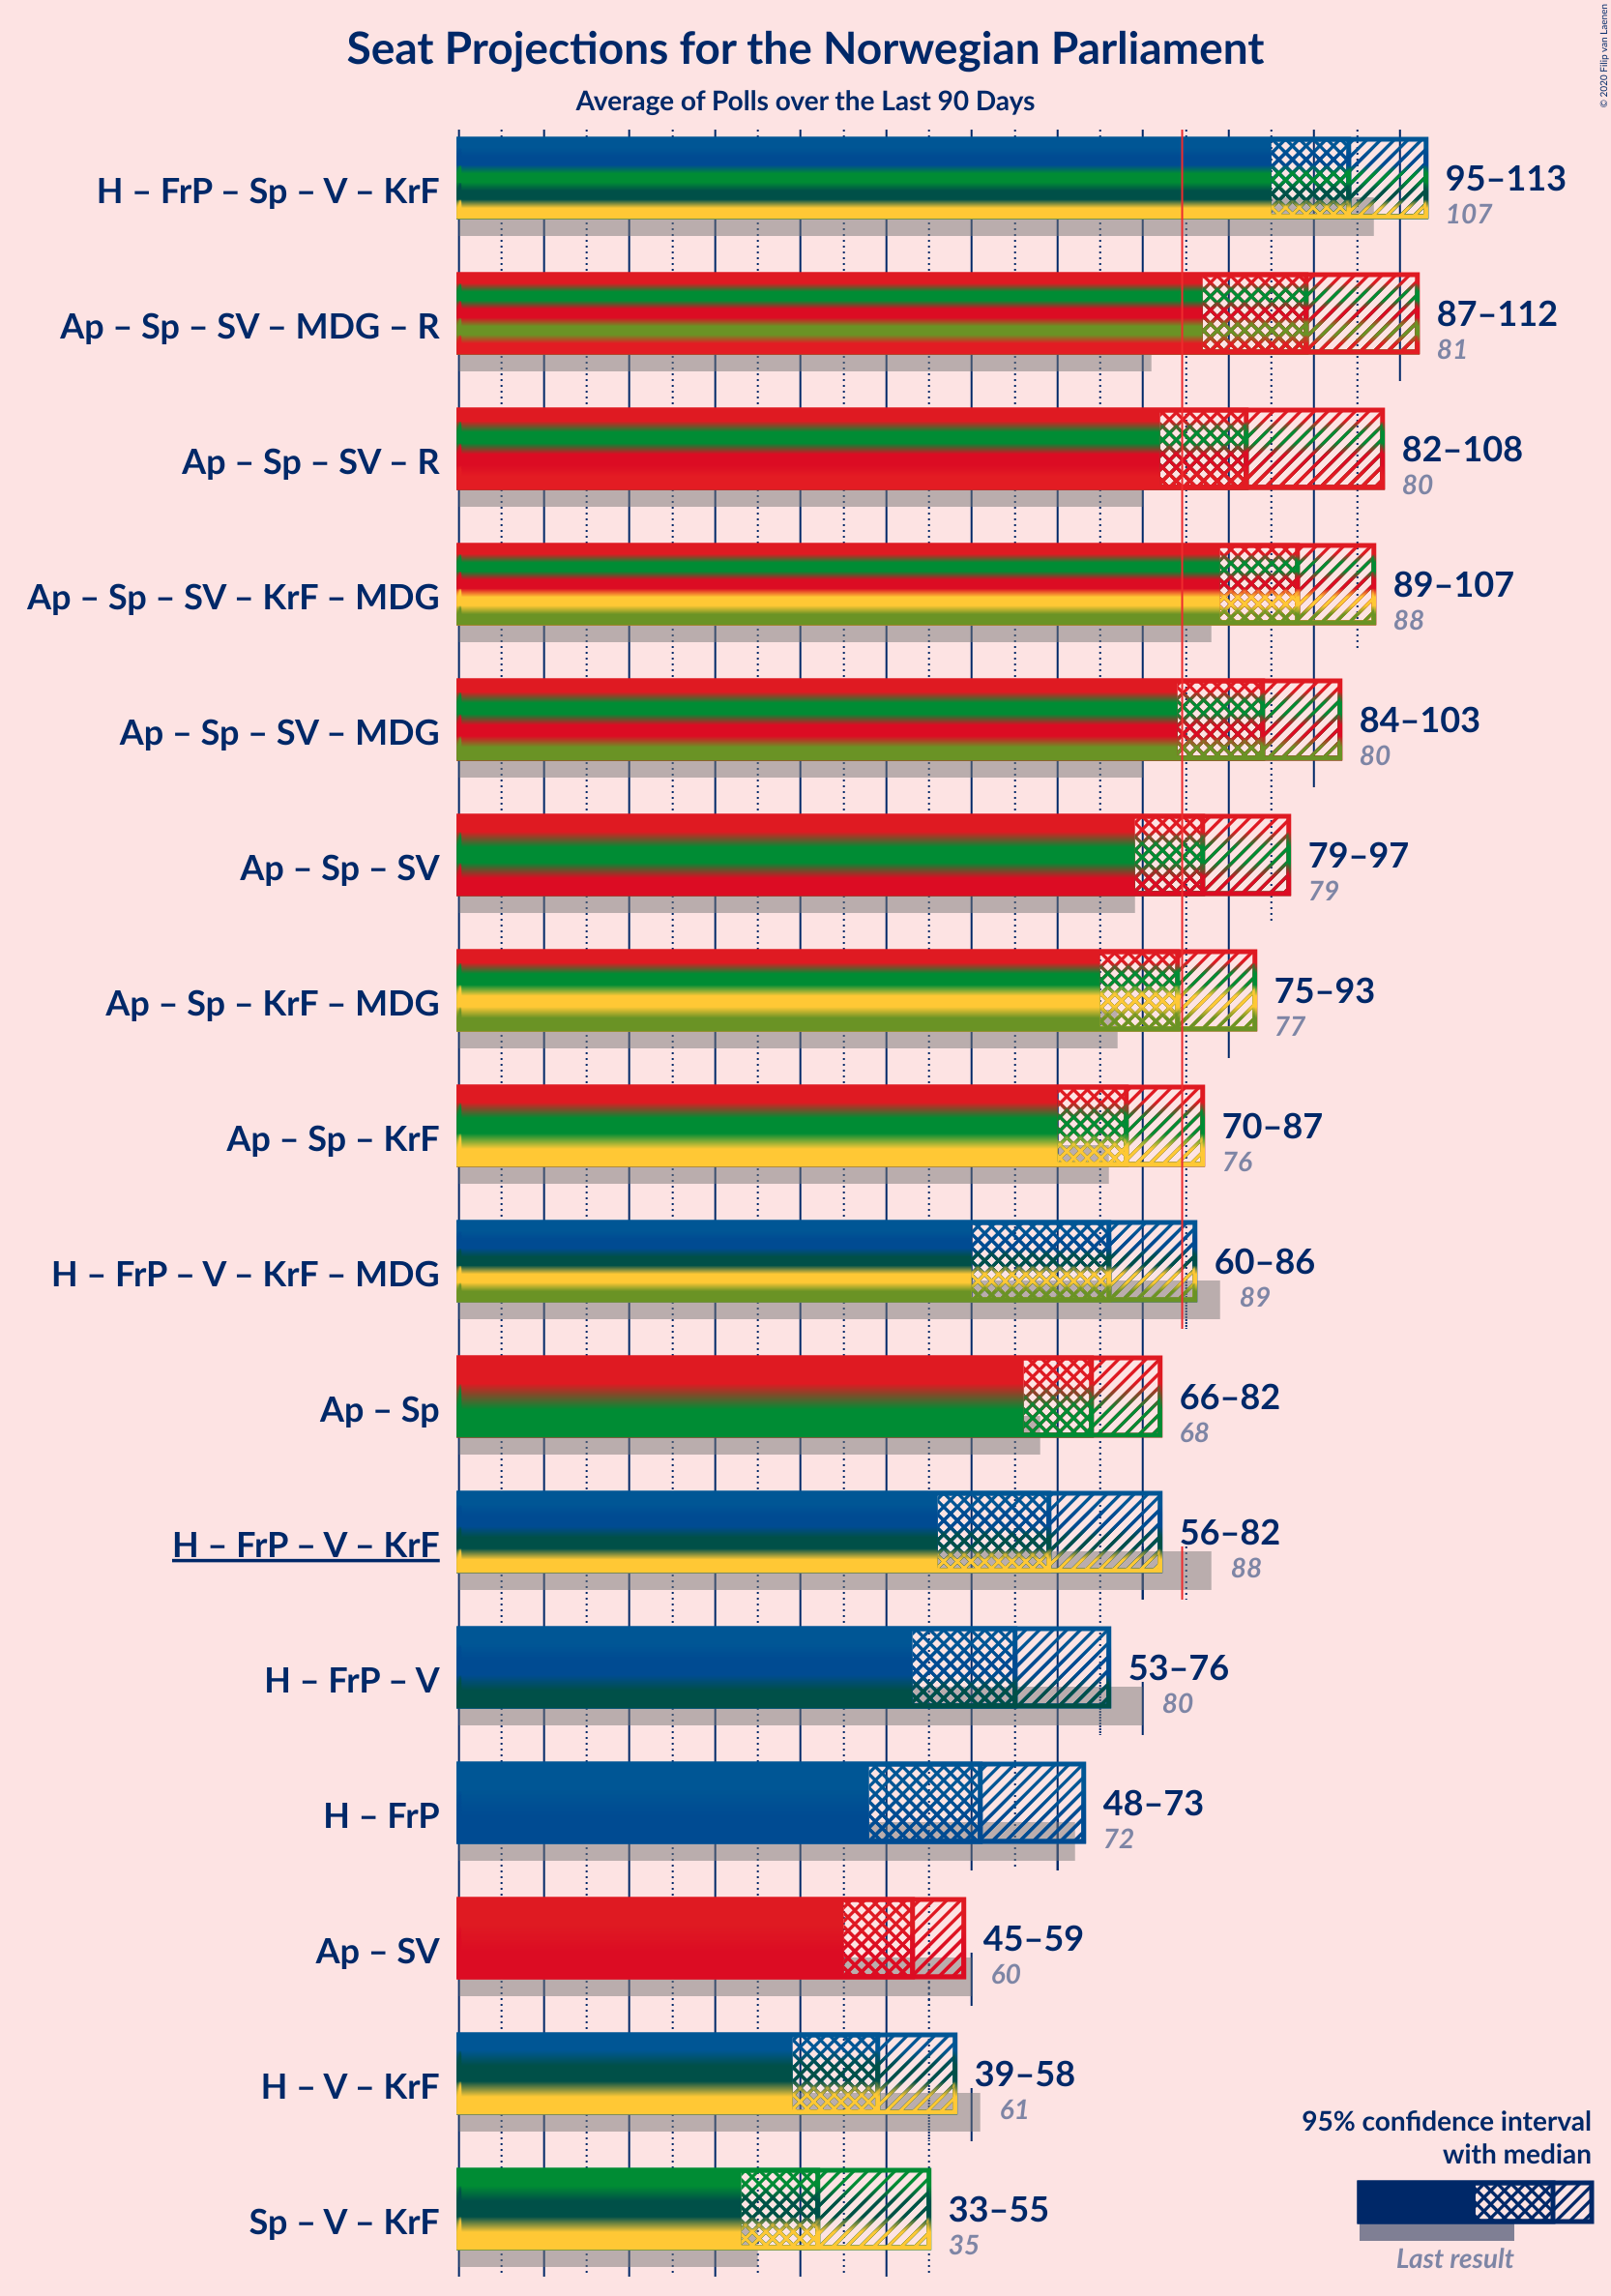 © 2020 Filip van Laenen
Seat Projections for the Norwegian Parliament
Average of Polls over the Last 90 Days
H – FrP – Sp – V – KrF
95–113
107
Ap – Sp – SV – MDG – R
87–112
81
Ap – Sp – SV – R
82–108
80
Ap – Sp – SV – KrF – MDG
89–107
88
Ap – Sp – SV – MDG
84–103
80
Ap – Sp – SV
79–97
79
Ap – Sp – KrF – MDG
75–93
77
Ap – Sp – KrF
70–87
76
H – FrP – V – KrF – MDG
60–86
89
Ap – Sp
66–82
68
H – FrP – V – KrF
56–82
88
H – FrP – V
53–76
80
H – FrP
48–73
72
Ap – SV
45–59
60
H – V – KrF
39–58
61
Sp – V – KrF
33–55
35
95% confidence interval
with median
Last result